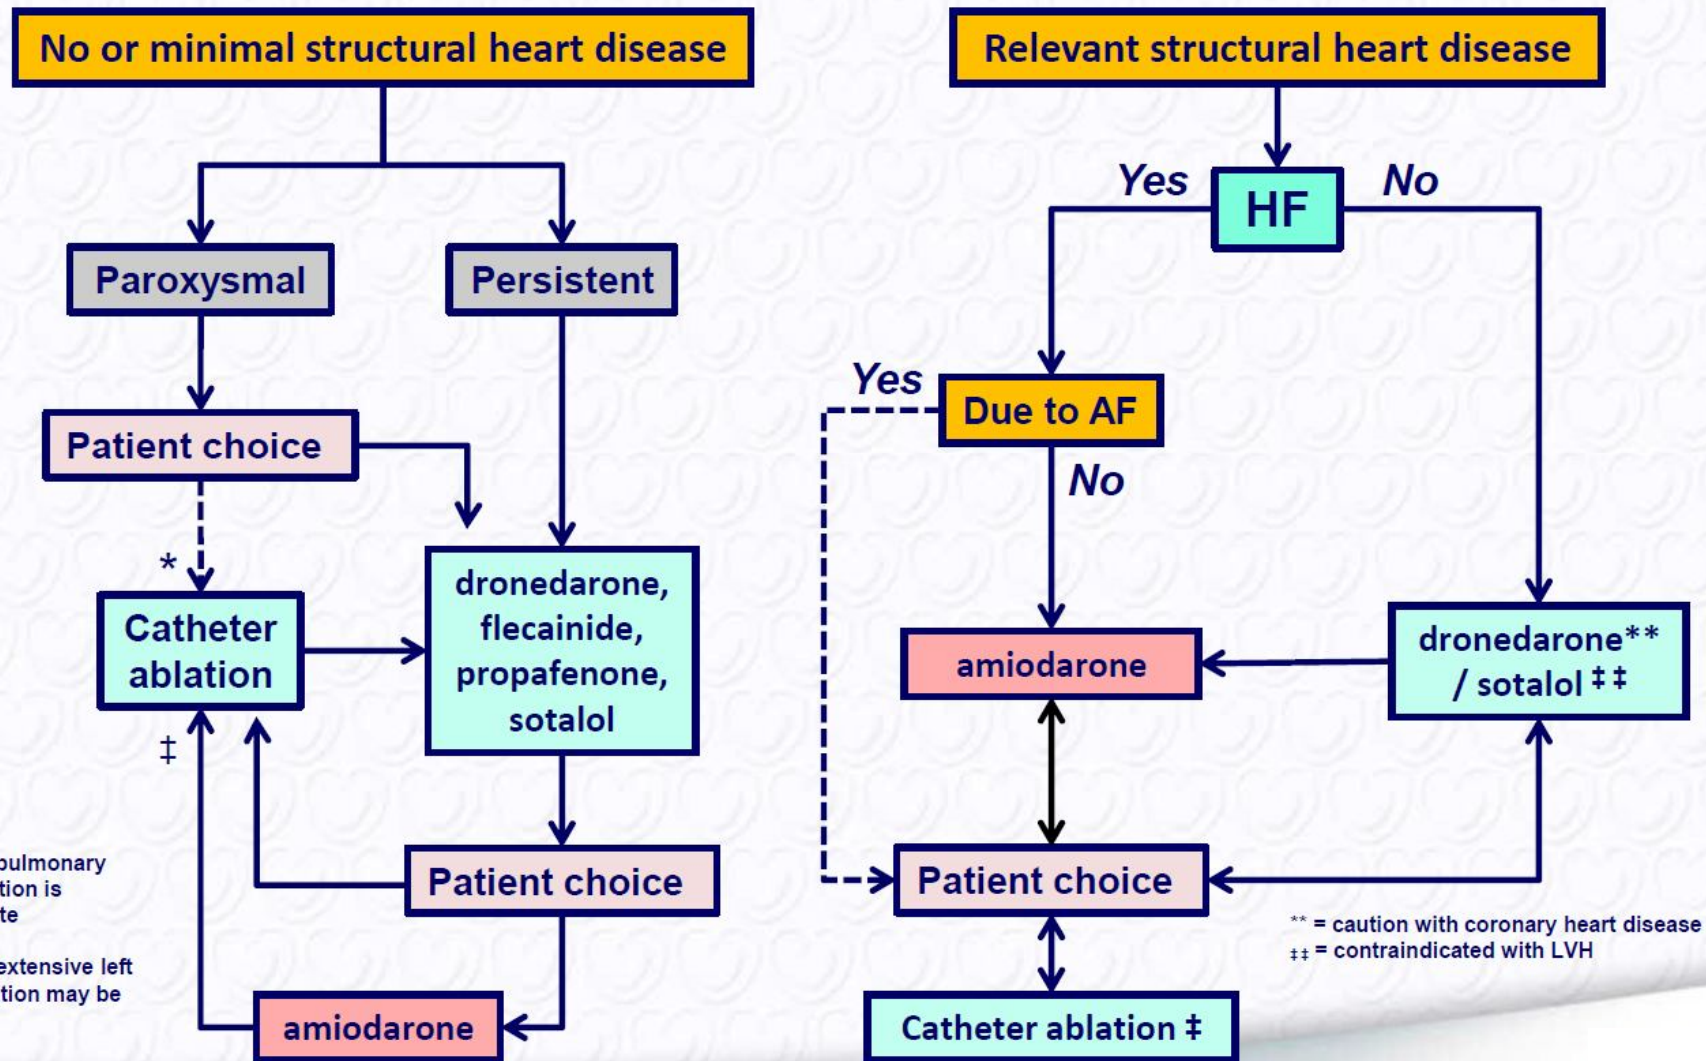 No or minimal structural heart disease
Paroxysmal
Persistent
Patient choice
*
Catheter
ablation
‡
dronedarone,
flecainide,
propafenone,
sotalol
Patient choice
amiodarone
pulmonary
tion is
te
extensive left
tion may be
Relevant structural heart disease
HF
Yes
No
Due to AF
Yes
No
amiodarone
dronedarone**
/ sotalol ‡‡
Patient choice
Catheter ablation ‡
** = caution with coronary heart disease
‡‡ = contraindicated with LVH